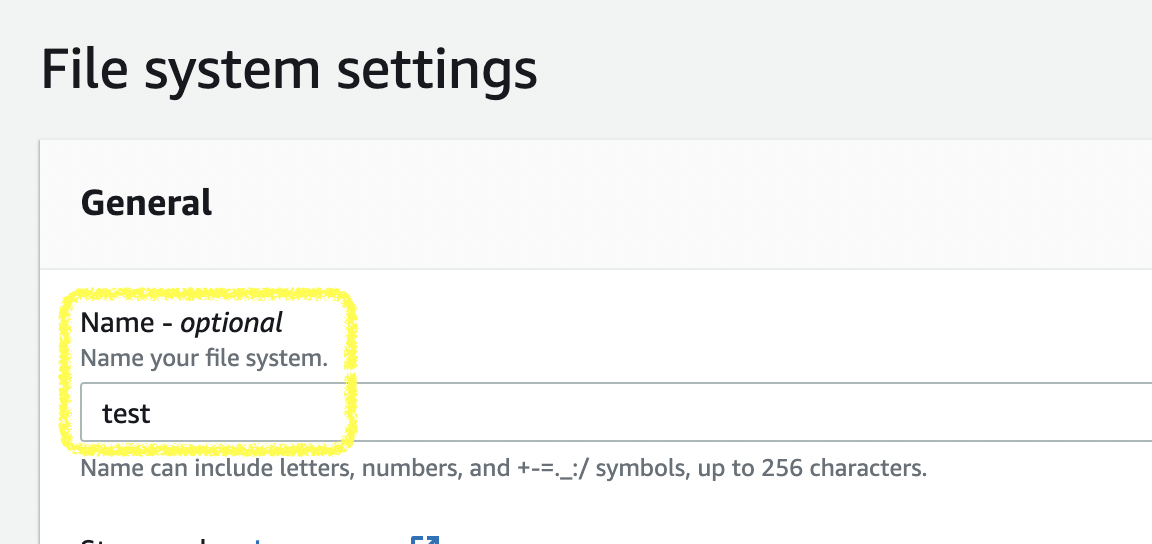 File system settings
General
Name - optional
Name your file system.
test
Name can include letters, numbers, and +-=._:/ symbols, up to 256 characters.